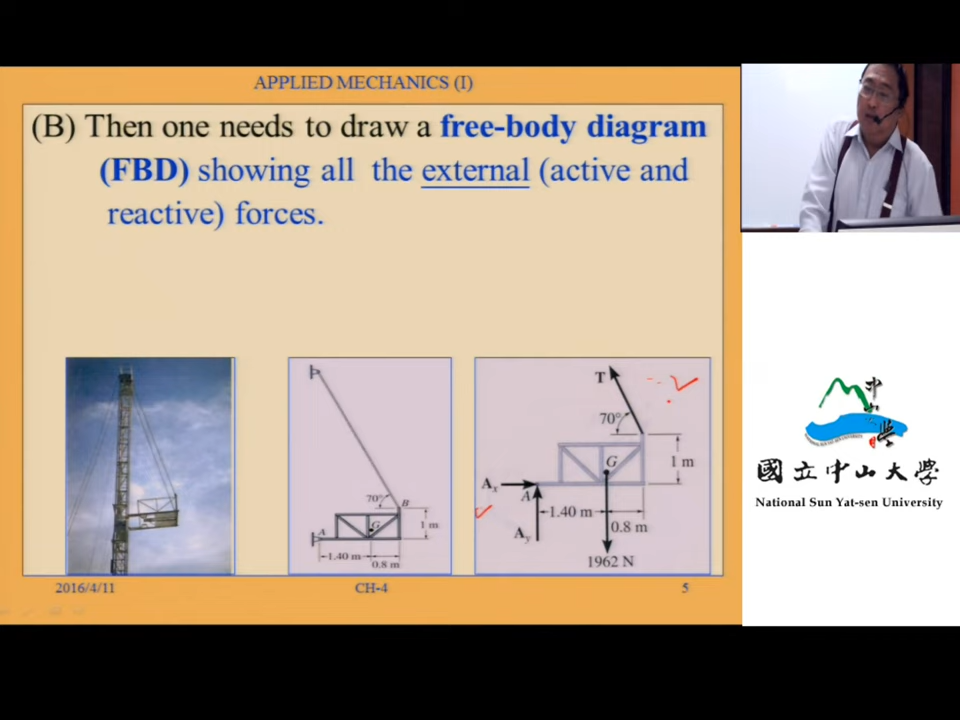 APPLIED MECHANICS (I)
(B) Then one needs to draw a free-body diagram
(FBD) showing all the external (active and
reactive) forces.
70°
B
G
A
1 m
1.40 m
0.8 m
T
70°
G
1 m
Ax
A
1.40 m
Ay
0.8 m
1962 N
2016/4/11
CH-4
5
國立中山大學
National Sun Yat-sen University